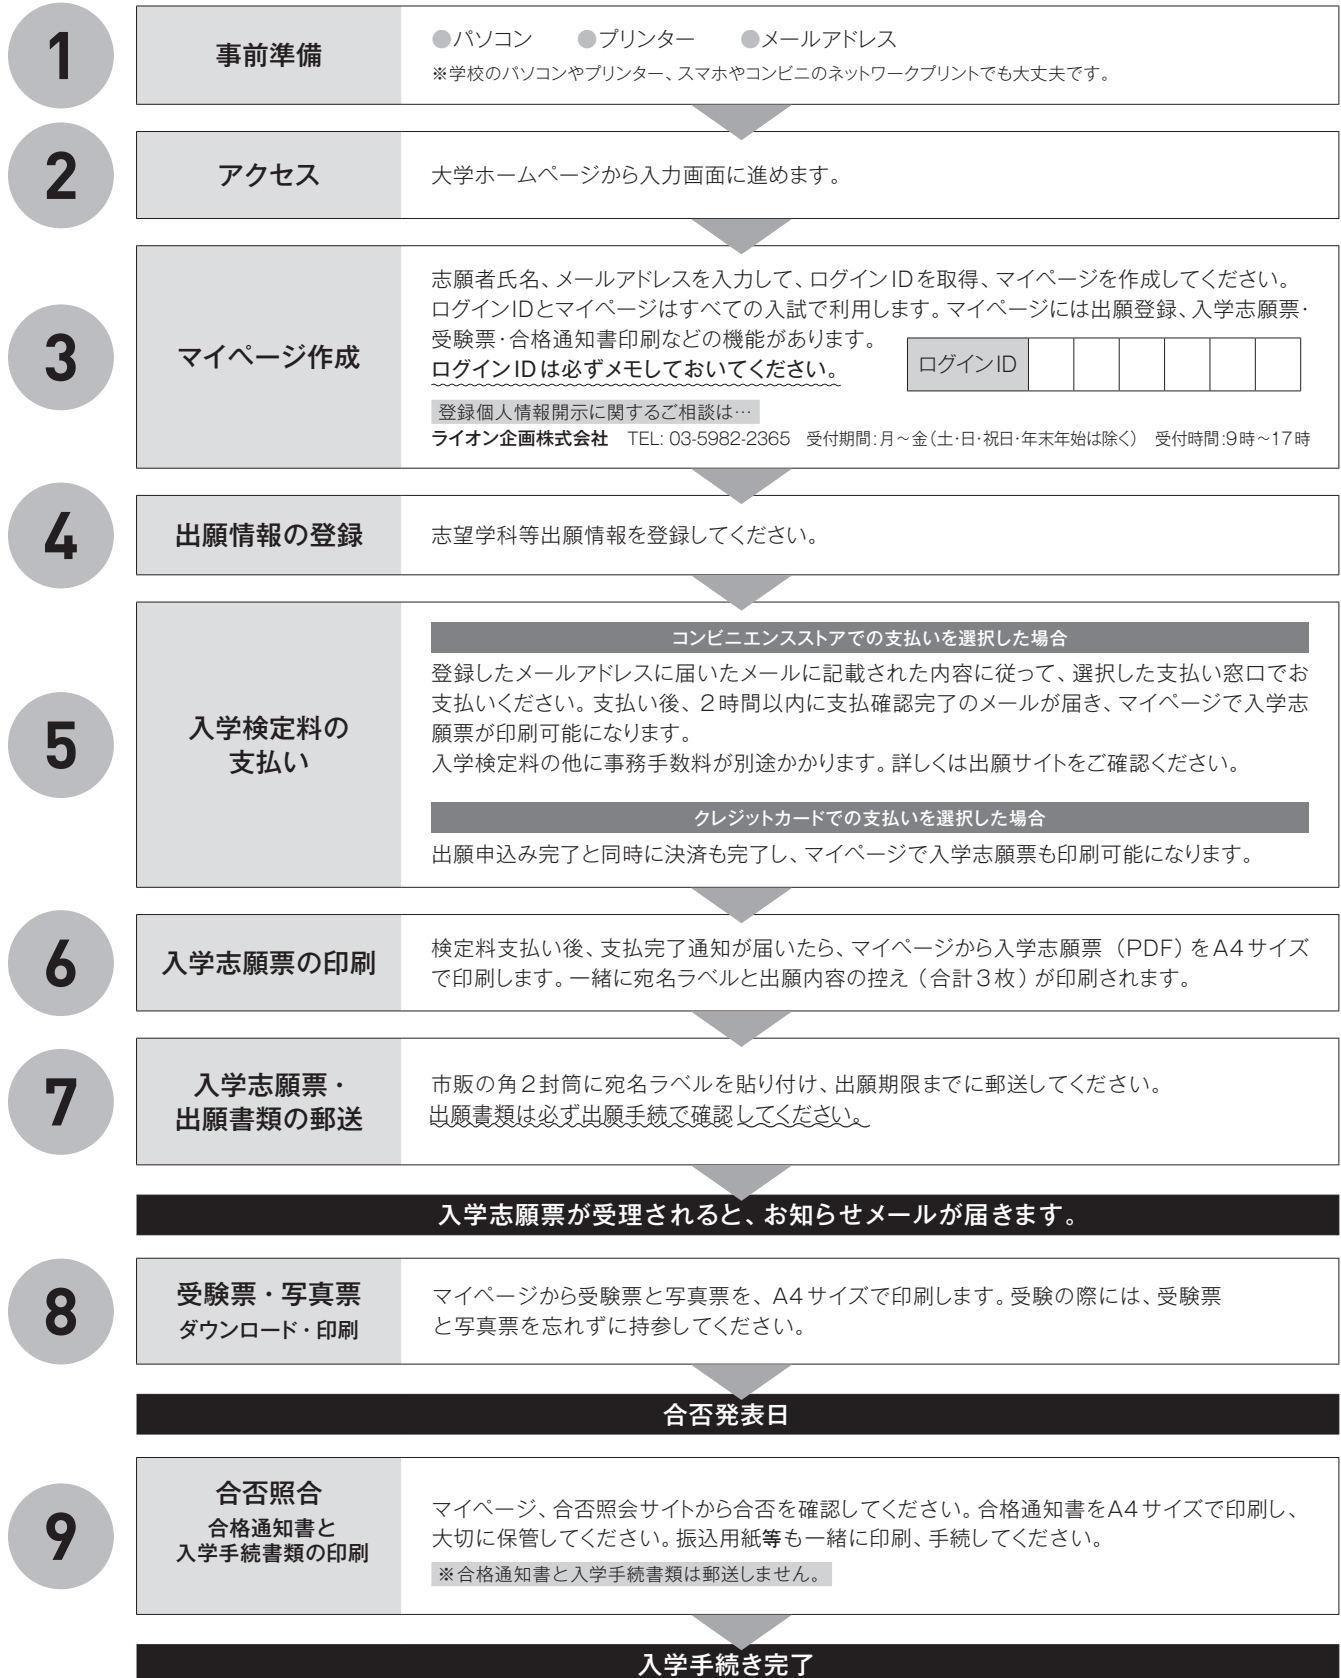 1
事前準備
●パソコン ●プリンター ●メールアドレス
※学校のパソコンやプリンター、スマホやコンビニのネットワークプリントでも大丈夫です。
2
アクセス
大学ホームページから入力画面に進めます。
3
マイページ作成
志願者氏名、メールアドレスを入力して、ログインIDを取得、マイページを作成してください。
ログインIDとマイページはすべての入試で利用します。マイページには出願登録、入学志願票・
受験票・合格通知書印刷などの機能があります。
ログインIDは必ずメモしておいてください。
ログインID
登録個人情報開示に関するご相談は…
ライオン企画株式会社 TEL: 03-5982-2365 受付期間:月～金(土・日・祝日・年末年始は除く) 受付時間:9時～17時
4
出願情報の登録
志望学科等出願情報を登録してください。
5
入学検定料の
支払い
コンビニエンスストアでの支払いを選択した場合
登録したメールアドレスに届いたメールに記載された内容に従って、選択した支払い窓口でお
支払いください。支払い後、2時間以内に支払確認完了のメールが届き、マイページで入学志
願票が印刷可能になります。
入学検定料の他に事務手数料が別途かかります。詳しくは出願サイトをご確認ください。
クレジットカードでの支払いを選択した場合
出願申込み完了と同時に決済も完了し、マイページで入学志願票も印刷可能になります。
6
入学志願票の印刷
検定料支払い後、支払完了通知が届いたら、マイページから入学志願票（PDF）をA4サイズ
で印刷します。一緒に宛名ラベルと出願内容の控え（合計3枚）が印刷されます。
7
入学志願票・
出願書類の郵送
市販の角2封筒に宛名ラベルを貼り付け、出願期限までに郵送してください。
出願書類は必ず出願手続で確認してください。
入学志願票が受理されると、お知らせメールが届きます。
8
受験票・写真票
ダウンロード・印刷
マイページから受験票と写真票を、A4サイズで印刷します。受験の際には、受験票
と写真票を忘れずに持参してください。
合否発表日
9
合否照合
合格通知書と
入学手続書類の印刷
マイページ、合否照会サイトから合否を確認してください。合格通知書をA4サイズで印刷し、
大切に保管してください。振込用紙等も一緒に印刷、手続してください。
※合格通知書と入学手続書類は郵送しません。
入学手続き完了